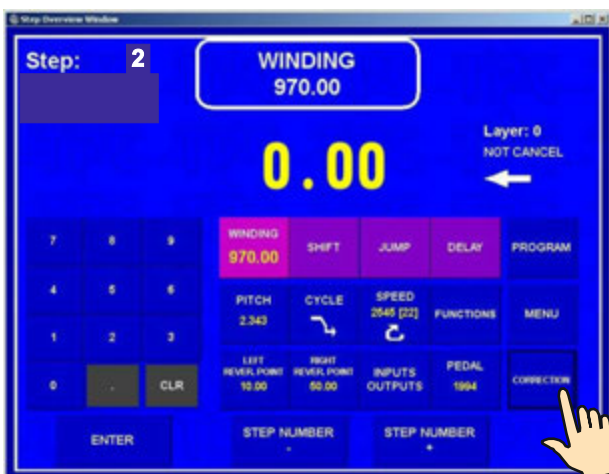 Step Overview Window
Step: 2
WINDING
970.00
Layer: 0
NOT CANCEL
0.00
7 8 9
WINDING
970.00
SHIFT
JUMP
DELAY
PROGRAM
4 5 6
PITCH
2.343
CYCLE
SPEED
2645 [22]
FUNCTIONS
MENU
1 2 3
LEFT
REVER. POINT
10.00
RIGHT
REVER. POINT
50.00
INPUTS
OUTPUTS
PEDAL
1994
CORRECTION
0 . CLR
ENTER
STEP NUMBER
-
STEP NUMBER
+